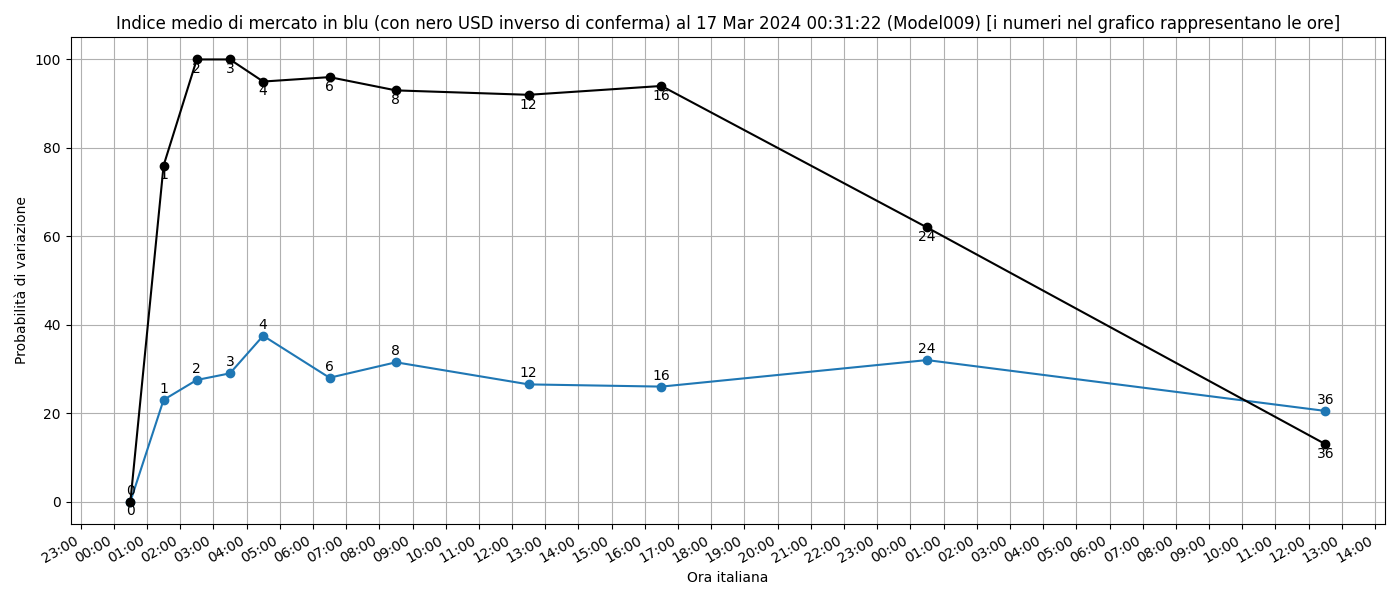 Indice medio di mercato in blu (con nero USD inverso di conferma) al 17 Mar 2024 00:31:22 (Model009) [i numeri nel grafico rappresentano le ore]
Probabilità di variazione
100
80
60
40
20
0
2 3 4 6 8 12 16
1
24
4
1 2 3 6 8 12 16 24 36
36
0
0
23:00 00:00 01:00 02:00 03:00 04:00 05:00 06:00 07:00 08:00 09:00 10:00 11:00 12:00 13:00 14:00 15:00 16:00 17:00 18:00 19:00 20:00 21:00 22:00 23:00 00:00 01:00 02:00 03:00 04:00 05:00 06:00 07:00 08:00 09:00 10:00 11:00 12:00 13:00 14:00
Ora italiana